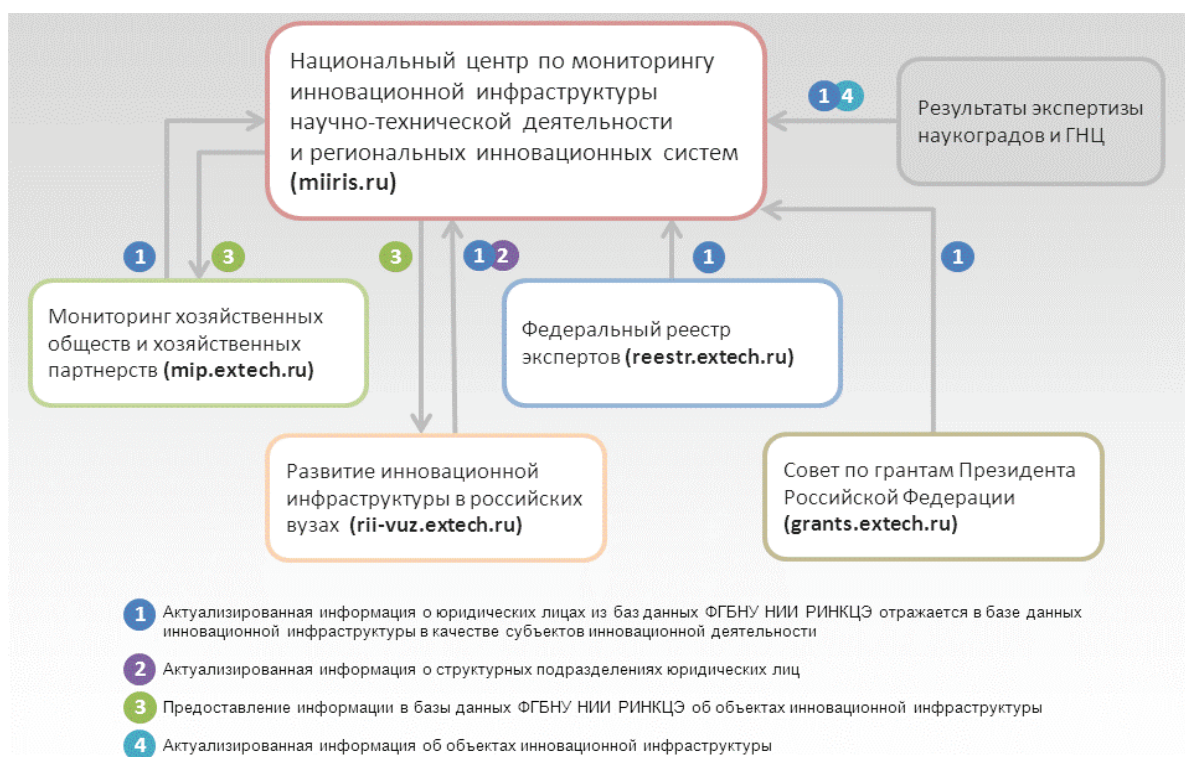 Национальный центр по мониторингу
инновационной инфраструктуры
научно-технической деятельности
и региональных инновационных систем
(miiris.ru)
1 4
Результаты экспертизы
наукоградов и ГНЦ
1
3
3
1 2
1
1
Мониторинг хозяйственных
обществ и хозяйственных
партнерств (mip.extech.ru)
Федеральный реестр
экспертов (reestr.extech.ru)
Развитие инновационной
инфраструктуры в российских
вузах (rii-vuz.extech.ru)
Совет по грантам Президента
Российской Федерации
(grants.extech.ru)
1 Актуализированная информация о юридических лицах из баз данных ФГБНУ НИИ РИНКЦЭ отражается в базе данных
инновационной инфраструктуры в качестве субъектов инновационной деятельности
2 Актуализированная информация о структурных подразделениях юридических лиц
3 Предоставление информации в базы данных ФГБНУ НИИ РИНКЦЭ об объектах инновационной инфраструктуры
4 Актуализированная информация об объектах инновационной инфраструктуры